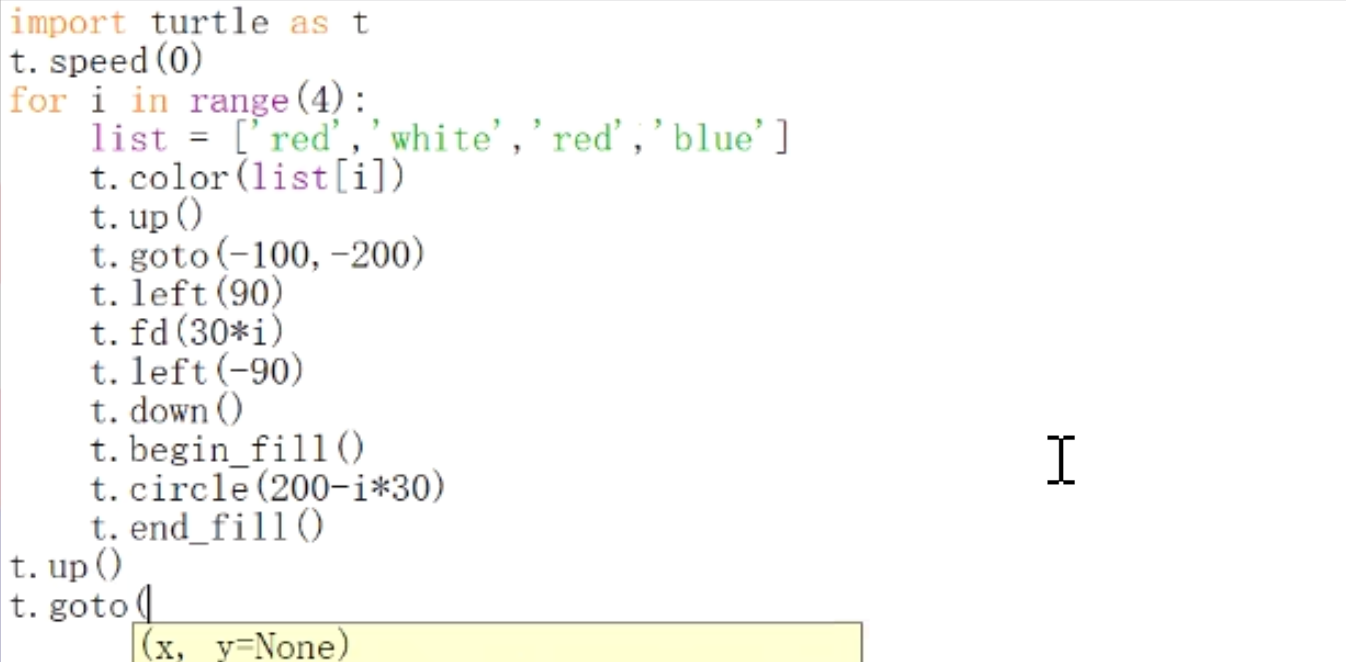 import turtle as t
t.speed(0)
for i in range(4):
    list = ['red','white','red','blue']
    t.color(list[i])
    t.up()
    t.goto(-100,-200)
    t.left(90)
    t.fd(30*i)
    t.left(-90)
    t.down()
    t.begin_fill()
    t.circle(200-i*30)
    t.end_fill()
t.up()
t.goto(
(x, y=None)